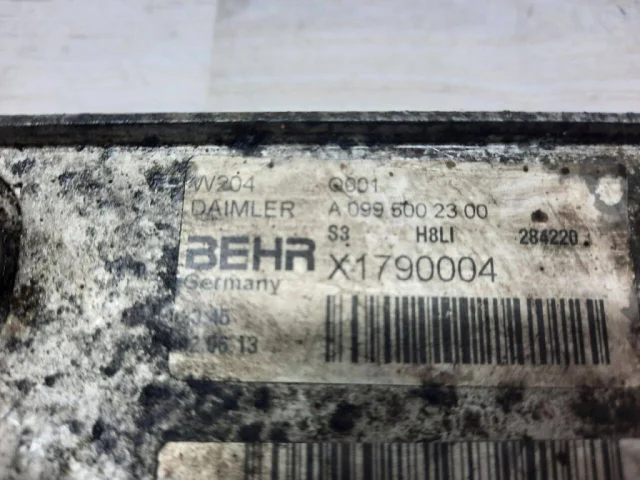 W204 Q001
DAIMLER A 099 500 23 00
S3 H8LI 284220
BEHR X1790004
Germany